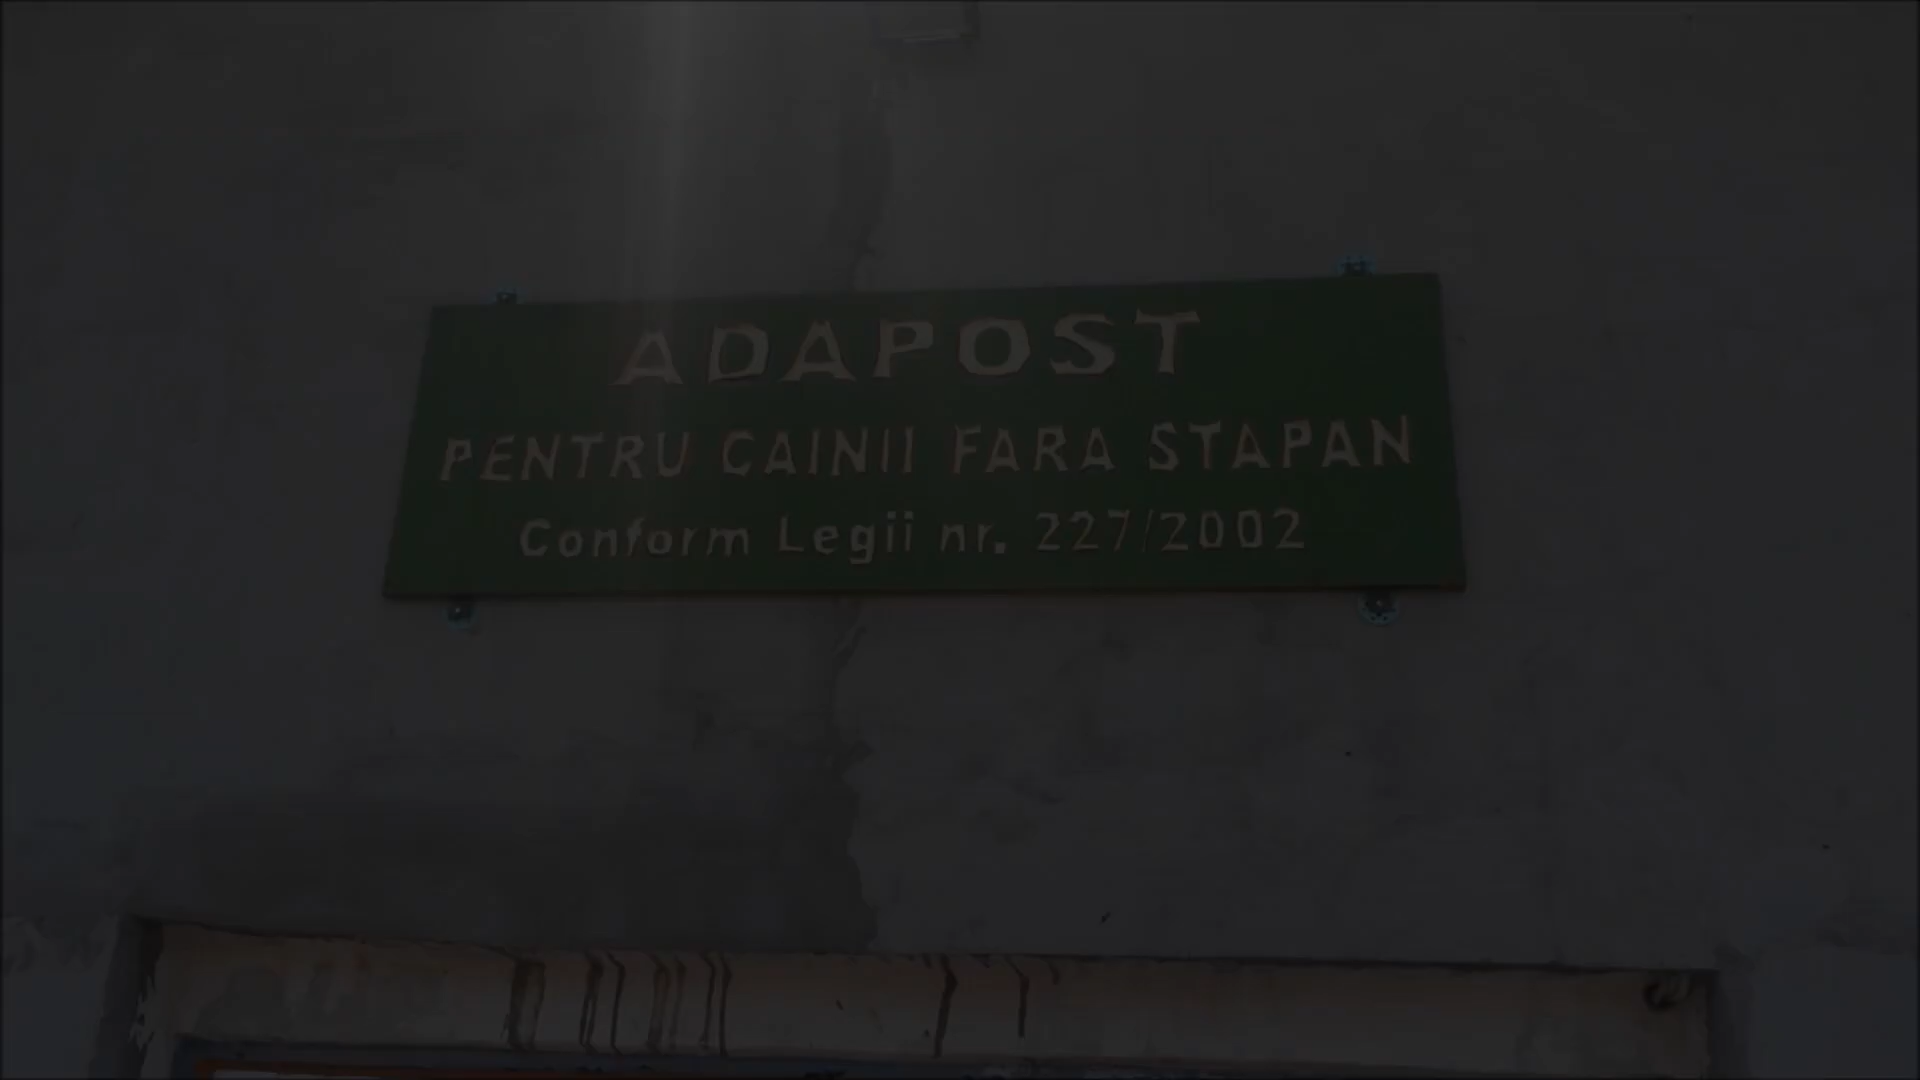 ADAPOST
PENTRU CAINII FARA STAPAN
Conform Legii nr. 227/2002